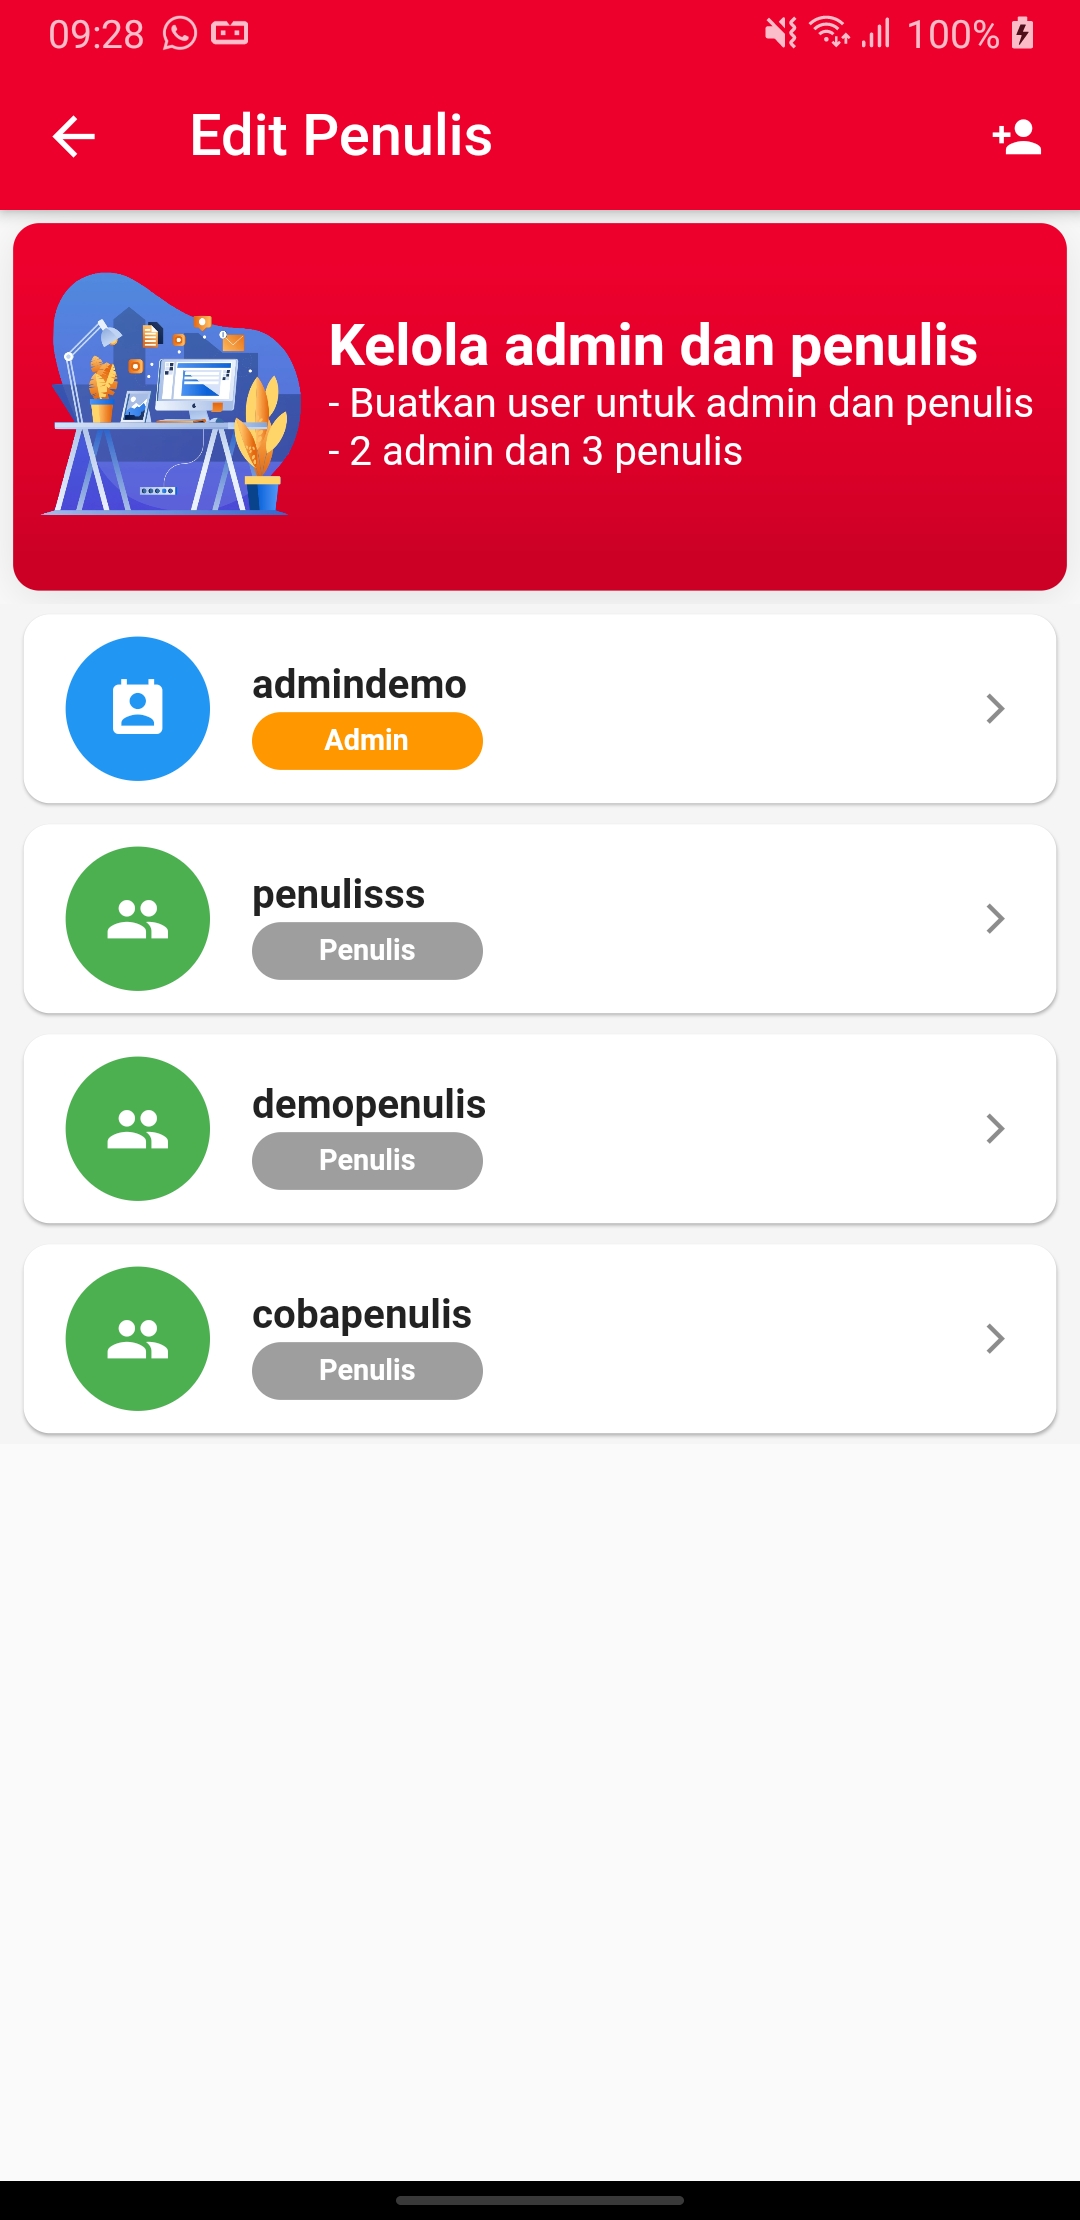 09:28
100%
Edit Penulis
Kelola admin dan penulis
- Buatkan user untuk admin dan penulis
- 2 admin dan 3 penulis
admindemo
Admin
penulisss
Penulis
demopenulis
Penulis
cobapenulis
Penulis